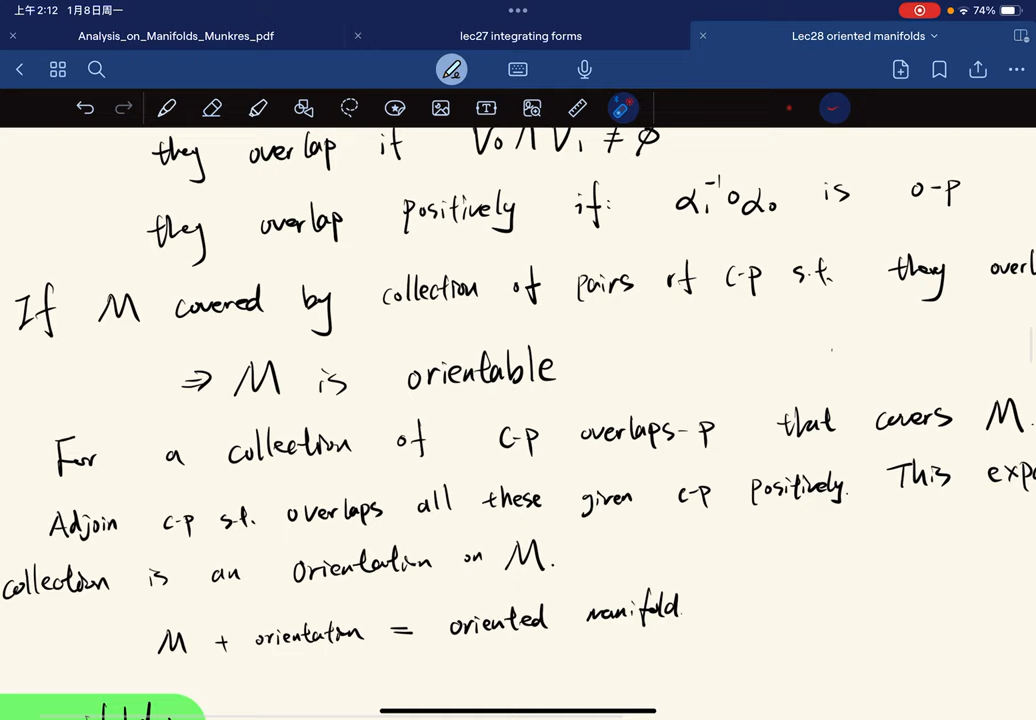 上午2:12 1月8日周一
74%
Analysis_on_Manifolds_Munkres_pdf
lec27 integrating forms
Lec28 oriented manifolds
they overlap if V₀ ∩ V₁ ≠ ∅
they overlap positively if: α₁⁻¹∘α₀ is o-p
If M covered by collection of pairs of c-p s.t. they overl
⇒ M is orientable
For a collection of c-p overlaps-p that covers M.
Adjoin c-p s.t. overlaps all these given c-p positively. This expa
collection is an orientation on M.
M + orientation = oriented manifold.